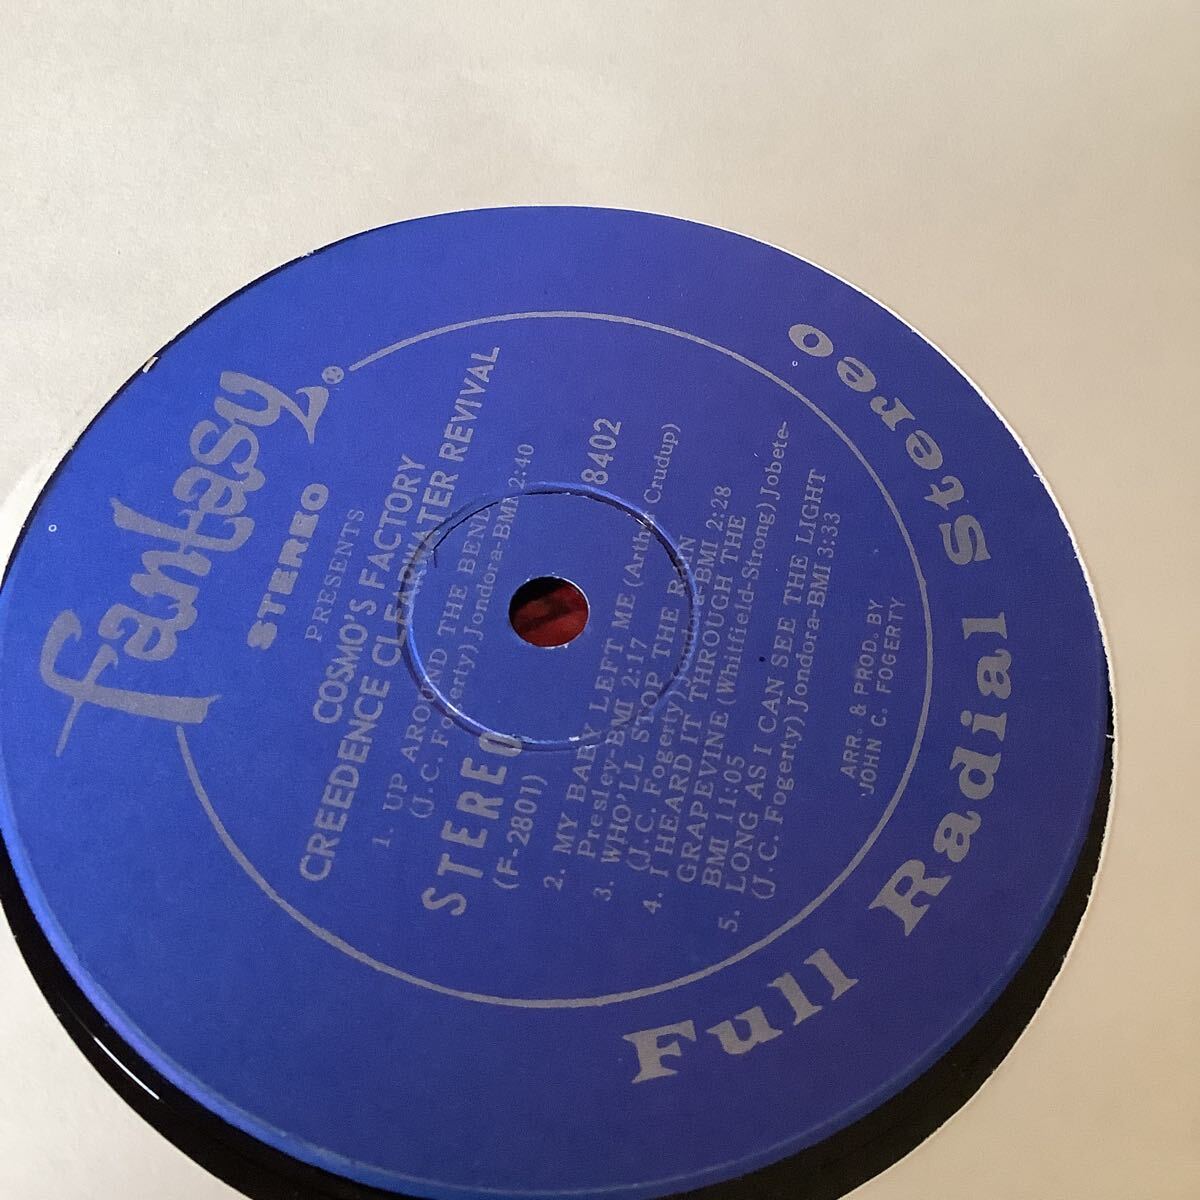 fantasy®
STEREO
PRESENTS
COSMO'S FACTORY
CREEDENCE CLEARWATER REVIVAL
1. UP AROUND THE BEND
(J.C. Fogerty) Jondora-BMI 2:40
STEREO
(F-2801)
8402
2. MY BABY LEFT ME (Arthur Crudup)
Presley-BMI 2:17
3. WHO'LL STOP THE RAIN
(J.C. Fogerty) Jondora-BMI 2:28
4. I HEARD IT THROUGH THE
GRAPEVINE (Whitfield-Strong) Jobete-
BMI 11:05
5. LONG AS I CAN SEE THE LIGHT
(J.C. Fogerty) Jondora-BMI 3:33
ARR. & PROD. BY
JOHN C. FOGERTY
Full Radial Stereo